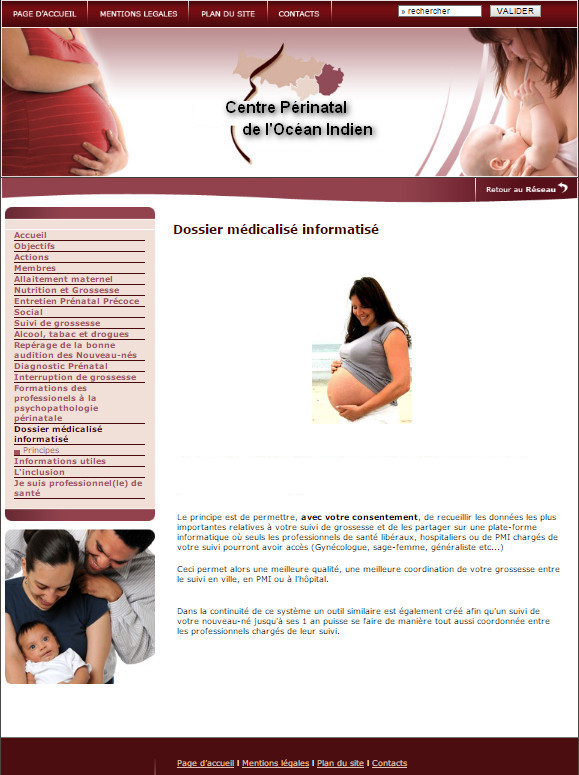 PAGE D'ACCUEIL
MENTIONS LEGALES
PLAN DU SITE
CONTACTS
» rechercher
VALIDER
Centre Périnatal
de l'Océan Indien
Retour au Réseau
Accueil
Objectifs
Actions
Membres
Allaitement maternel
Nutrition et Grossesse
Entretien Prénatal Précoce
Social
Suivi de grossesse
Alcool, tabac et drogues
Repérage de la bonne
audition des Nouveau-nés
Diagnostic Prénatal
Interruption de grossesse
Formations des
professionels à la
psychopathologie
périnatale
Dossier médicalisé
informatisé
Principes
Informations utiles
L'inclusion
Je suis professionnel(le) de
santé
Dossier médicalisé informatisé
Le principe est de permettre, avec votre consentement, de recueillir les données les plus
importantes relatives à votre suivi de grossesse et de les partager sur une plate-forme
informatique où seuls les professionnels de santé libéraux, hospitaliers ou de PMI chargés de
votre suivi pourront avoir accès (Gynécologue, sage-femme, généraliste etc...)
Ceci permet alors une meilleure qualité, une meilleure coordination de votre grossesse entre
le suivi en ville, en PMI ou à l'hôpital.
Dans la continuité de ce système un outil similaire est également créé afin qu'un suivi de
votre nouveau-né jusqu'à ses 1 an puisse se faire de manière tout aussi coordonnée entre
les professionnels chargés de leur suivi.
Page d'accueil I Mentions légales I Plan du site I Contacts